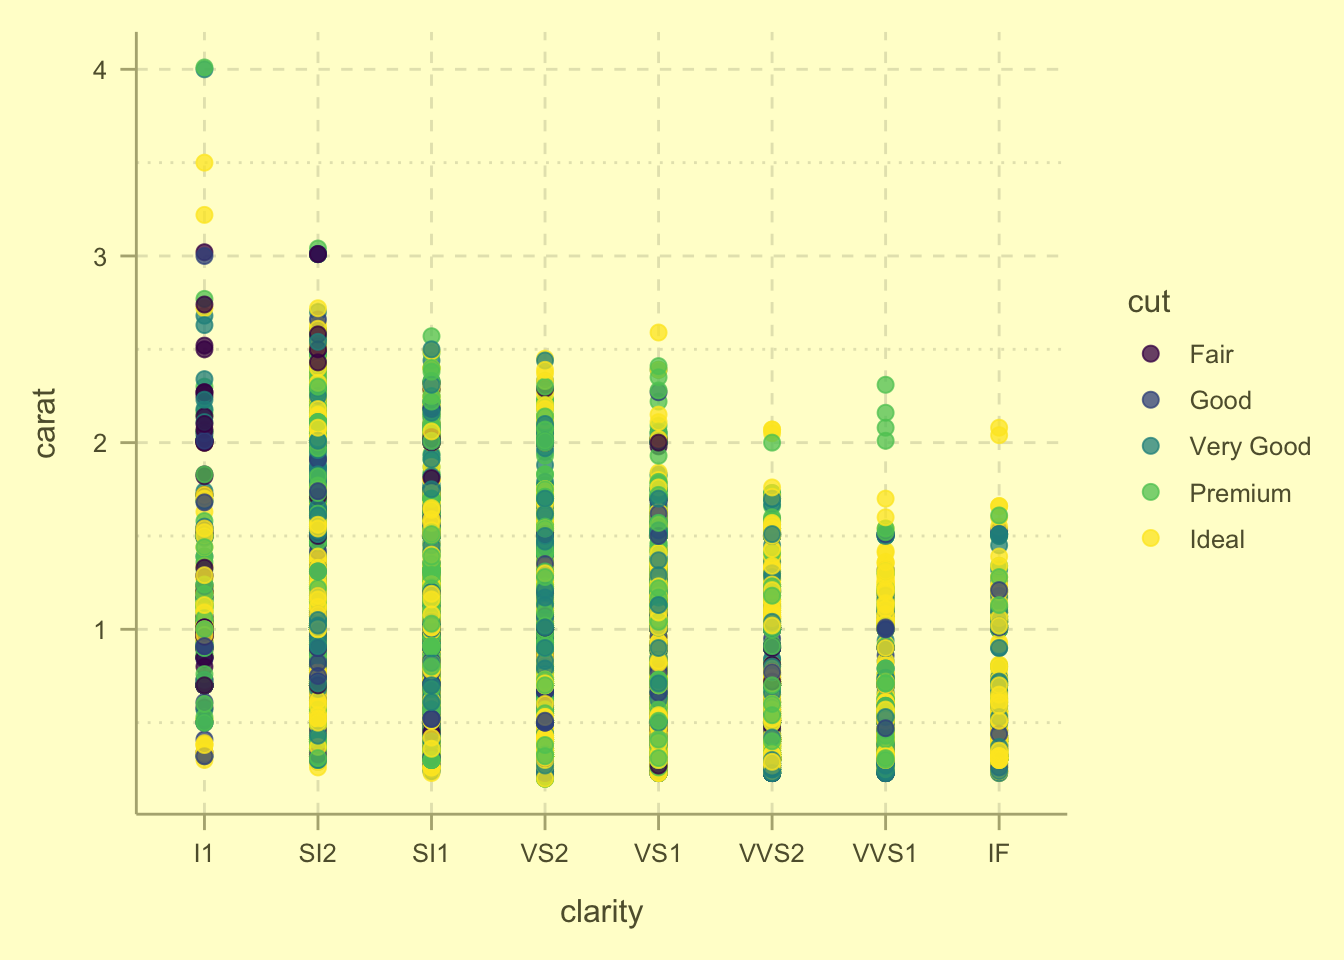 4
3
2
1
carat
I1 SI2 SI1 VS2 VS1 VVS2 VVS1 IF
clarity
cut
Fair
Good
Very Good
Premium
Ideal